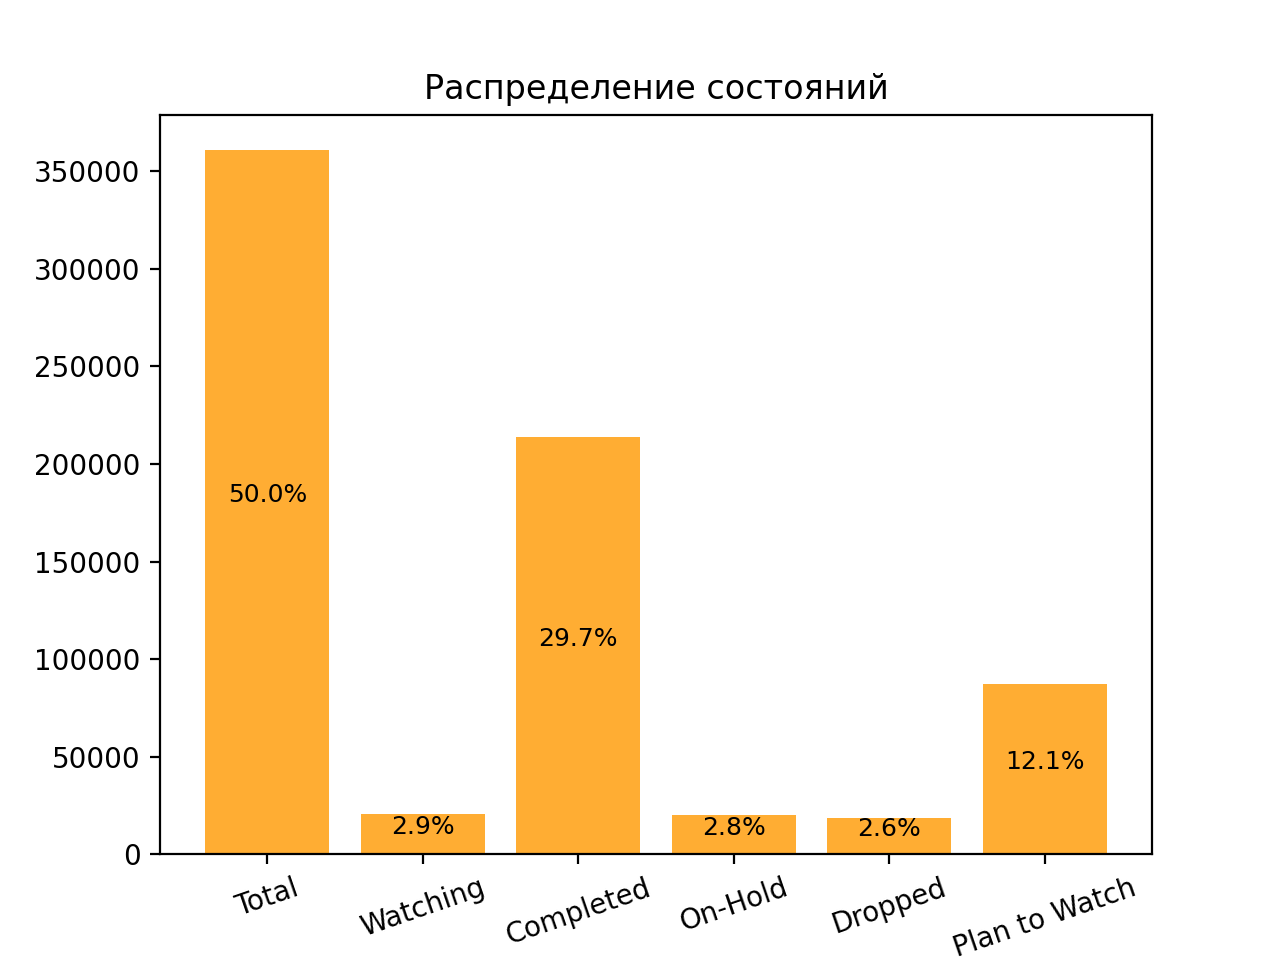 Распределение состояний
350000
300000
250000
200000
150000
100000
50000
0
50.0%
2.9%
29.7%
2.8%
2.6%
12.1%
Total
Watching
Completed
On-Hold
Dropped
Plan to Watch